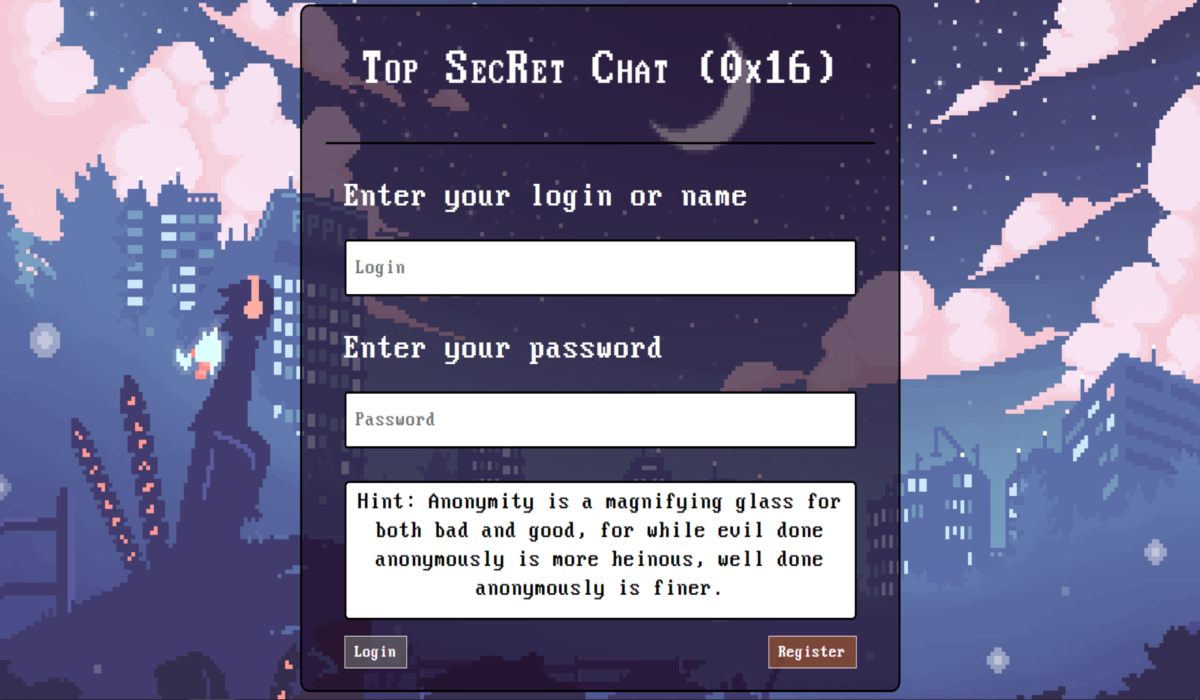 Top SecRet Chat (0x16)
Enter your login or name
Login
Enter your password
Password
Hint: Anonymity is a magnifying glass for
both bad and good, for while evil done
anonymously is more heinous, well done
anonymously is finer.
Login
Register